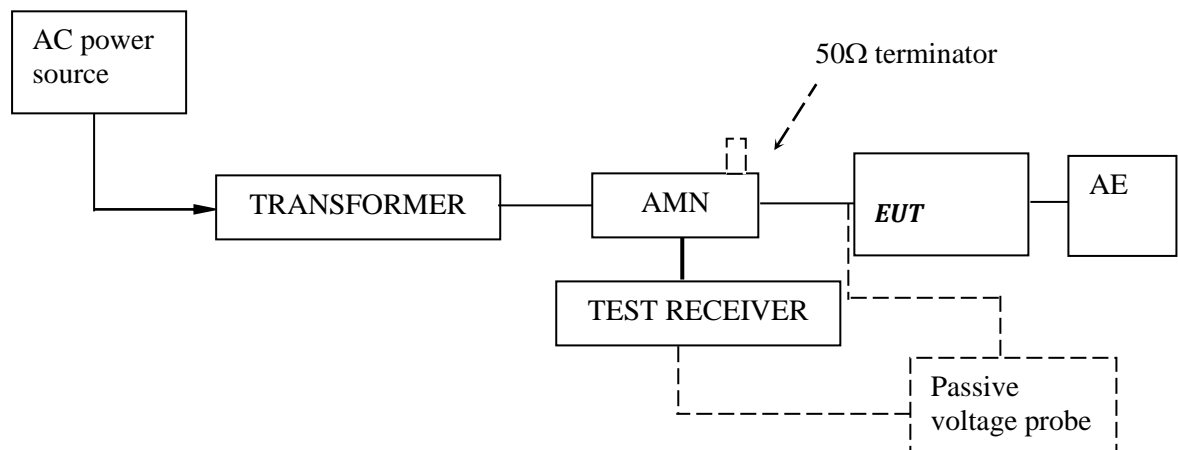 AC power
source
50Ω terminator
TRANSFORMER
AMN
EUT
AE
TEST RECEIVER
Passive
voltage probe